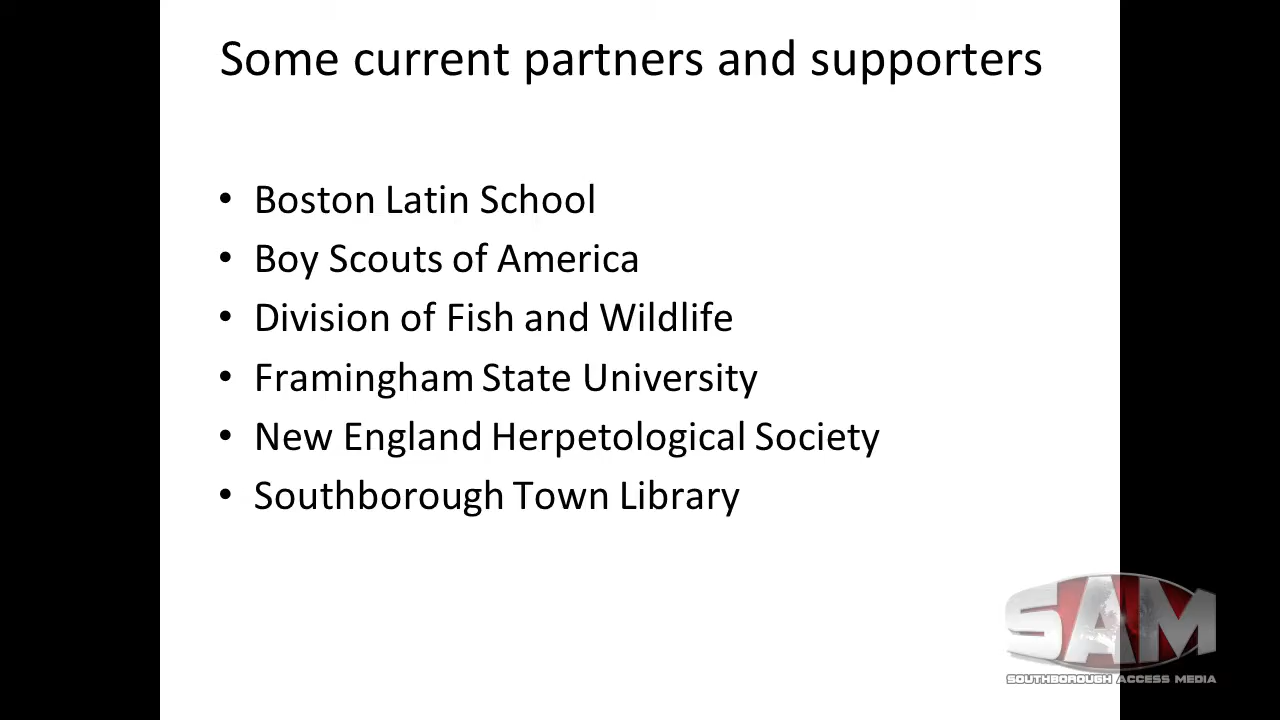 Some current partners and supporters
• Boston Latin School
• Boy Scouts of America
• Division of Fish and Wildlife
• Framingham State University
• New England Herpetological Society
• Southborough Town Library
SAM
SOUTHBOROUGH ACCESS MEDIA